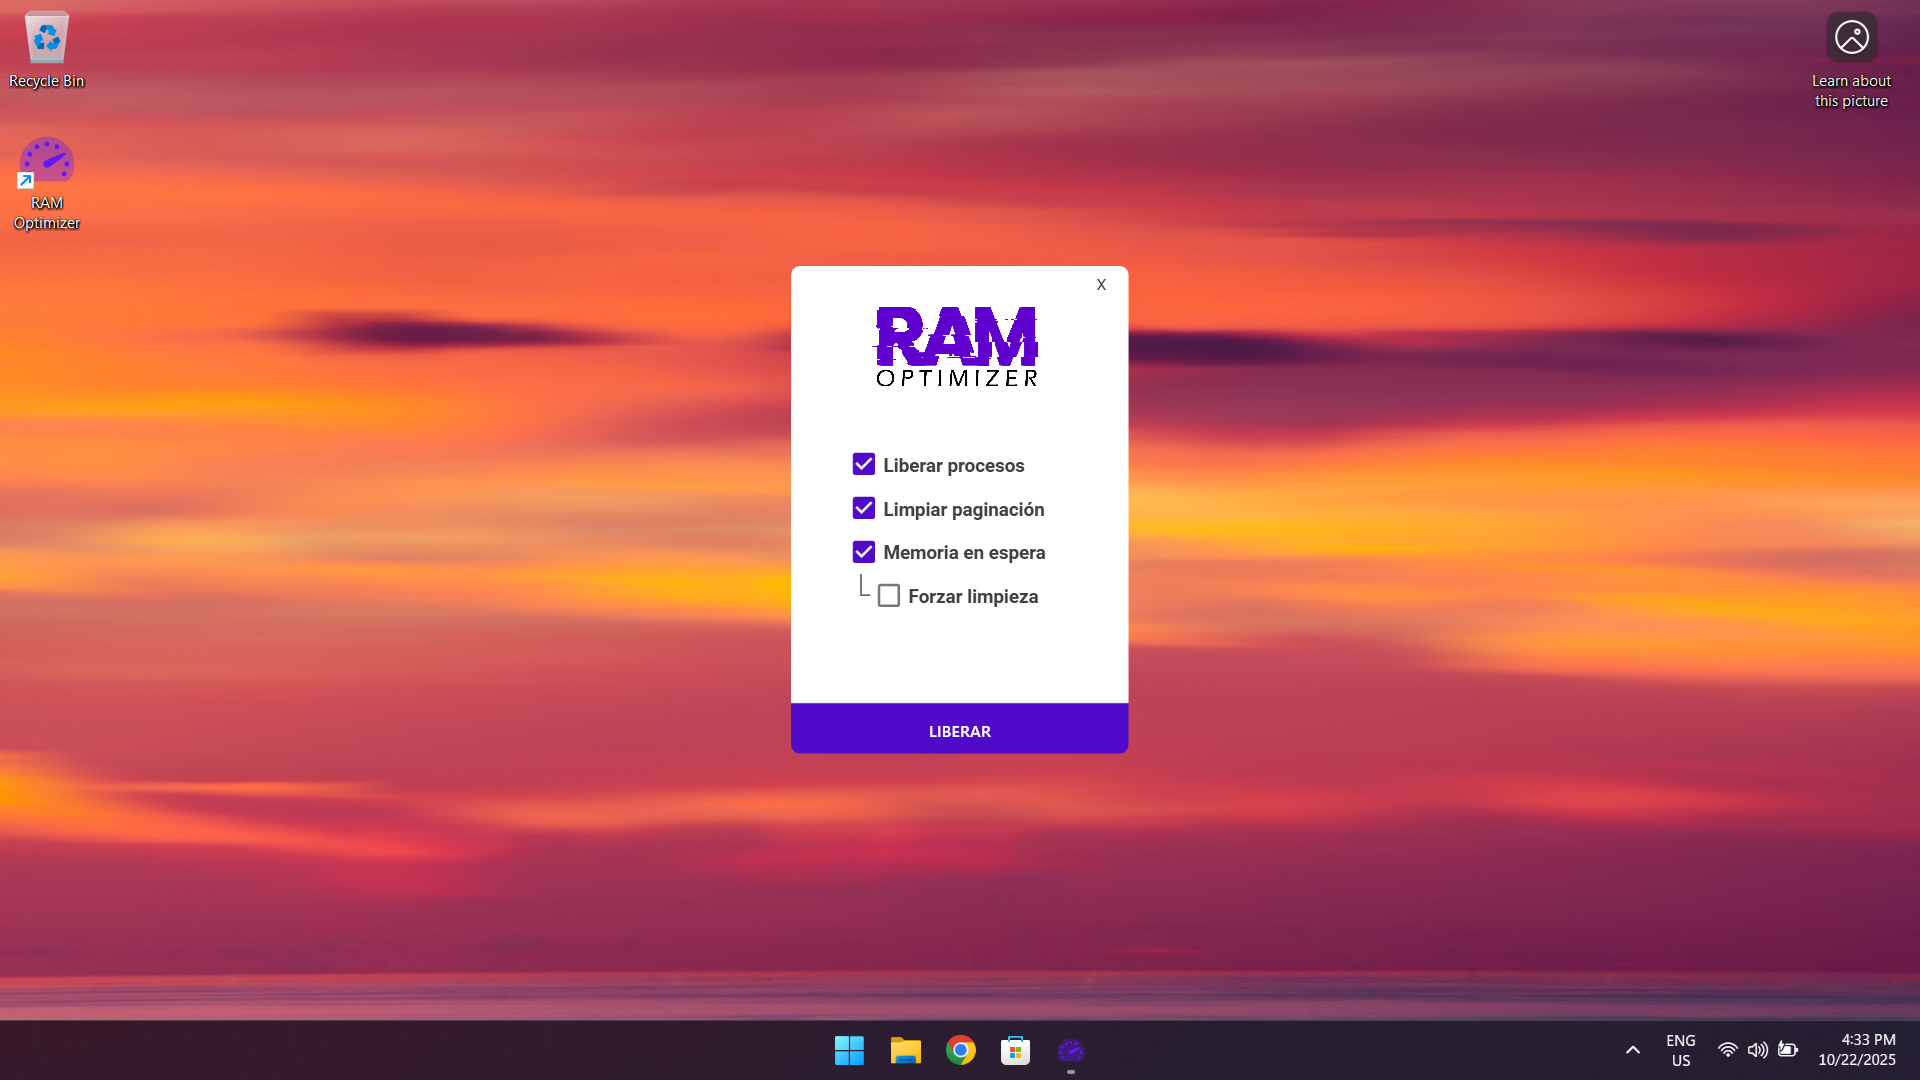 Recycle Bin
RAM
Optimizer
Learn about
this picture
X
RAM
OPTIMIZER
Liberar procesos
Limpiar paginación
Memoria en espera
Forzar limpieza
LIBERAR
ENG
US
4:33 PM
10/22/2025